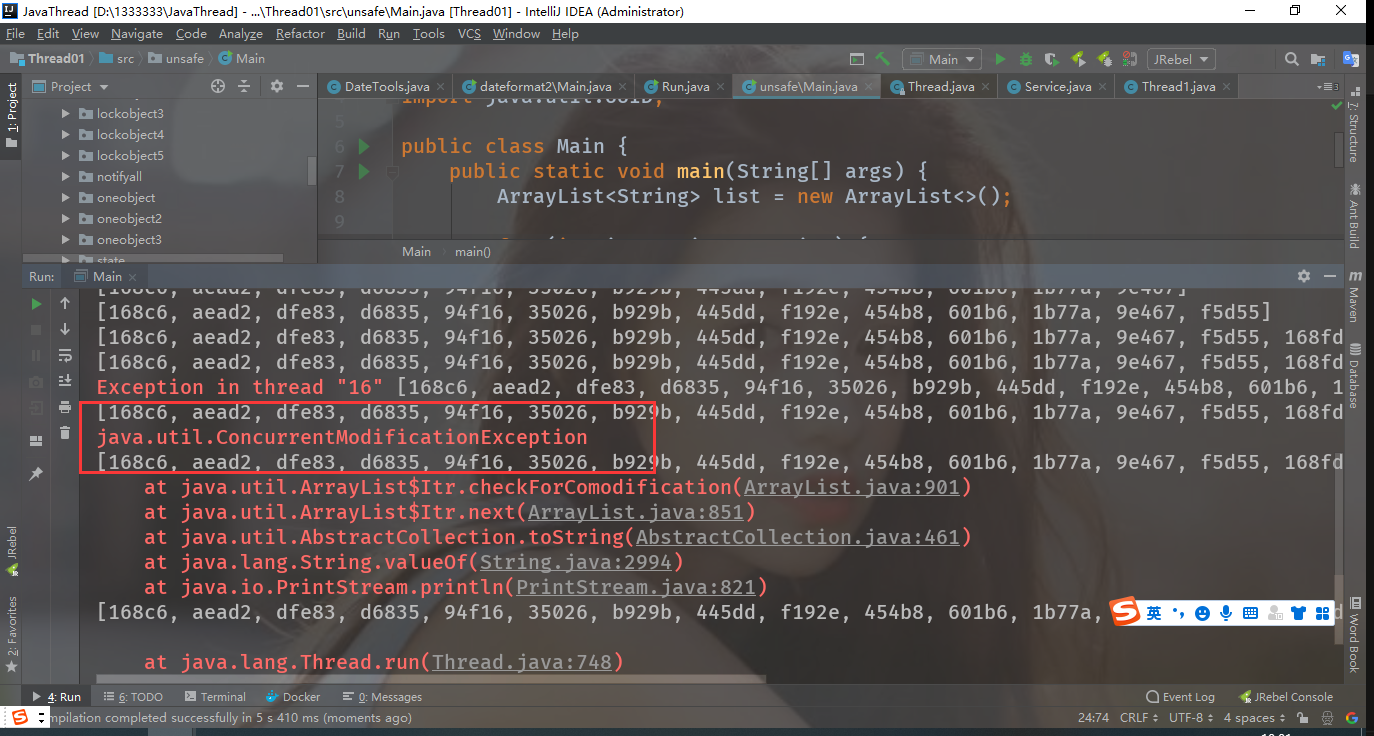 JavaThread [D:\1333333\JavaThread] - ...\Thread01\src\unsafe\Main.java [Thread01] - IntelliJ IDEA (Administrator)
File Edit View Navigate Code Analyze Refactor Build Run Tools VCS Window Help
Thread01 src unsafe Main Main JRebel
Project DateTools.java dateformat2\Main.java Run.java unsafe\Main.java Thread.java Service.java Thread1.java
1: Project
lockobject3
lockobject4
lockobject5
notifyall
oneobject
oneobject2
oneobject3
state
5 import java.util.UUID;
6 public class Main {
7 public static void main(String[] args) {
8 ArrayList<String> list = new ArrayList<>();
9
Main main()
7: Structure
Ant Build
Maven
Database
Word Book
Run: Main
[168c6, aead2, dfe83, d6835, 94f16, 35026, b929b, 445dd, f192e, 454b8, 601b6, 1b77a, 9e467]
[168c6, aead2, dfe83, d6835, 94f16, 35026, b929b, 445dd, f192e, 454b8, 601b6, 1b77a, 9e467, f5d55]
[168c6, aead2, dfe83, d6835, 94f16, 35026, b929b, 445dd, f192e, 454b8, 601b6, 1b77a, 9e467, f5d55, 168fd
[168c6, aead2, dfe83, d6835, 94f16, 35026, b929b, 445dd, f192e, 454b8, 601b6, 1b77a, 9e467, f5d55, 168fd
Exception in thread "16" [168c6, aead2, dfe83, d6835, 94f16, 35026, b929b, 445dd, f192e, 454b8, 601b6, 1
[168c6, aead2, dfe83, d6835, 94f16, 35026, b929b, 445dd, f192e, 454b8, 601b6, 1b77a, 9e467, f5d55, 168fd
java.util.ConcurrentModificationException
[168c6, aead2, dfe83, d6835, 94f16, 35026, b929b, 445dd, f192e, 454b8, 601b6, 1b77a, 9e467, f5d55, 168fd
at java.util.ArrayList$Itr.checkForComodification(ArrayList.java:901)
at java.util.ArrayList$Itr.next(ArrayList.java:851)
at java.util.AbstractCollection.toString(AbstractCollection.java:461)
at java.lang.String.valueOf(String.java:2994)
at java.io.PrintStream.println(PrintStream.java:821)
[168c6, aead2, dfe83, d6835, 94f16, 35026, b929b, 445dd, f192e, 454b8, 601b6, 1b77a,
英
at java.lang.Thread.run(Thread.java:748)
JRebel
2: Favorites
4: Run 6: TODO Terminal Docker 0: Messages Event Log JRebel Console
mpilation completed successfully in 5 s 410 ms (moments ago) 24:74 CRLF UTF-8 4 spaces